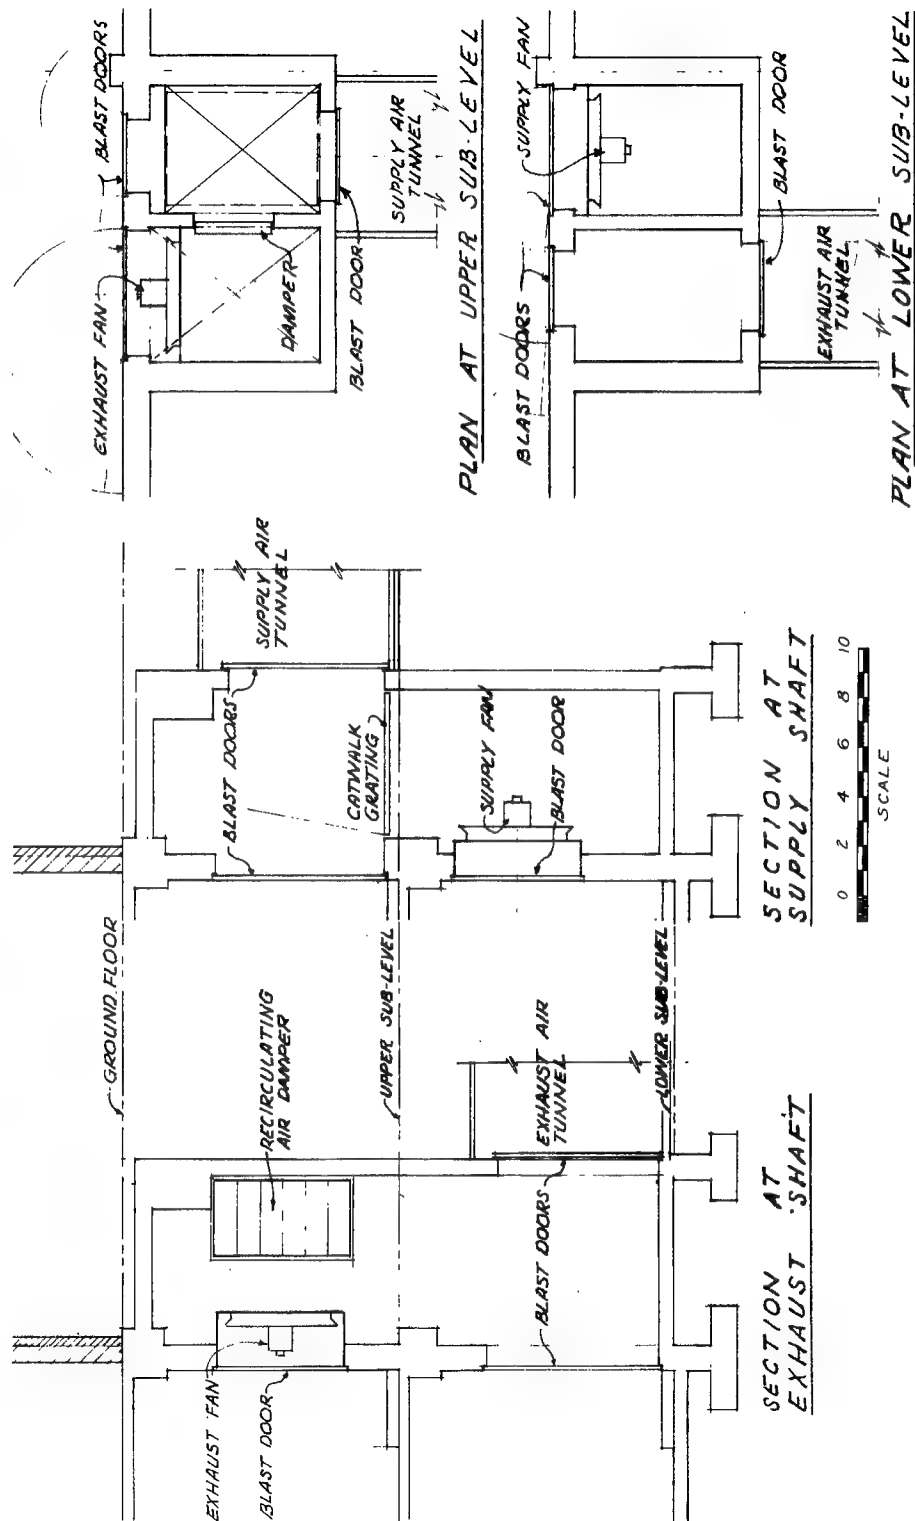 GROUND FLOOR
EXHAUST FAN
BLAST DOOR
RECIRCULATING
AIR DAMPER
UPPER SUB-LEVEL
BLAST DOORS
EXHAUST AIR
TUNNEL
LOWER SUB-LEVEL
SECTION AT
EXHAUST SHAFT
BLAST DOORS
SUPPLY AIR
TUNNEL
CATWALK
GRATING
SUPPLY FAN
BLAST DOOR
SECTION AT
SUPPLY SHAFT
0 2 4 6 8 10
SCALE
EXHAUST FAN
BLAST DOORS
DAMPER
BLAST DOOR
SUPPLY AIR
TUNNEL
PLAN AT UPPER SUB-LEVEL
BLAST DOORS
SUPPLY FAN
EXHAUST AIR
TUNNEL
BLAST DOOR
PLAN AT LOWER SUB-LEVEL